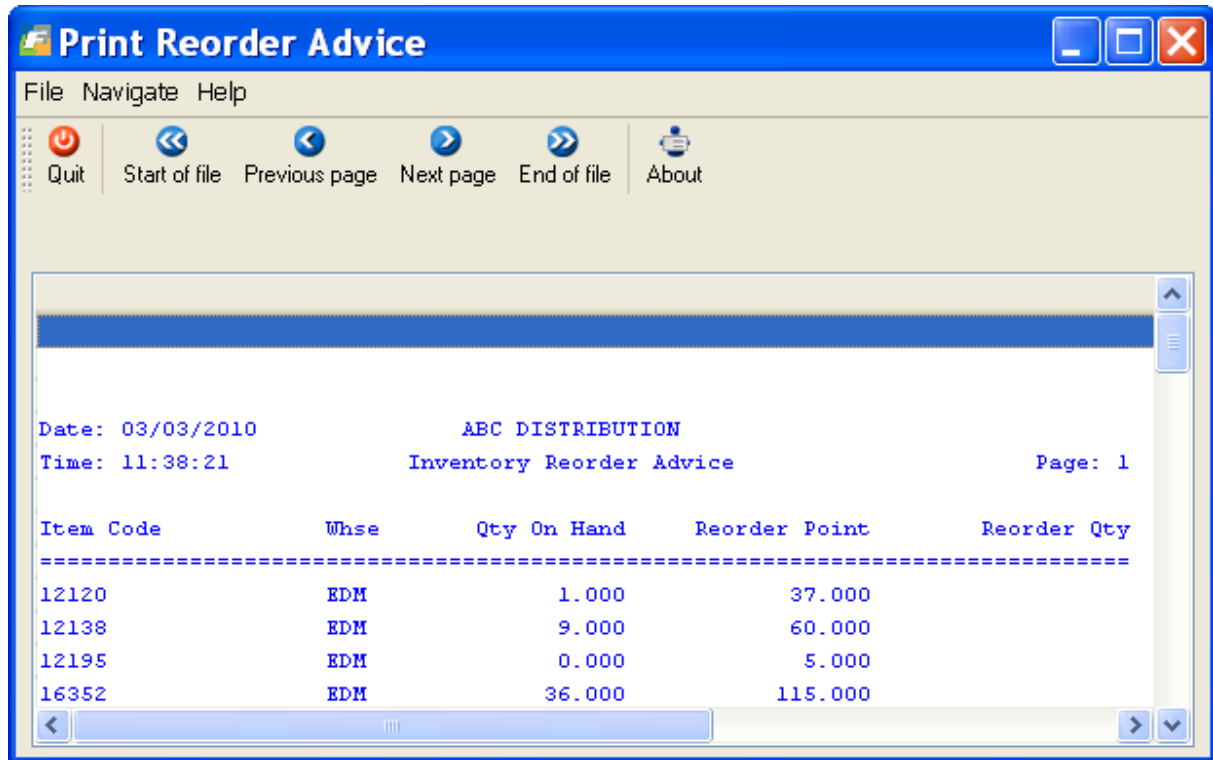 Print Reorder Advice
File Navigate Help
Quit Start of file Previous page Next page End of file About
Date: 03/03/2010 ABC DISTRIBUTION
Time: 11:38:21 Inventory Reorder Advice Page: 1
Item Code Whse Qty On Hand Reorder Point Reorder Qty
================================================================================
12120 EDM 1.000 37.000
12138 EDM 9.000 60.000
12195 EDM 0.000 5.000
16352 EDM 36.000 115.000